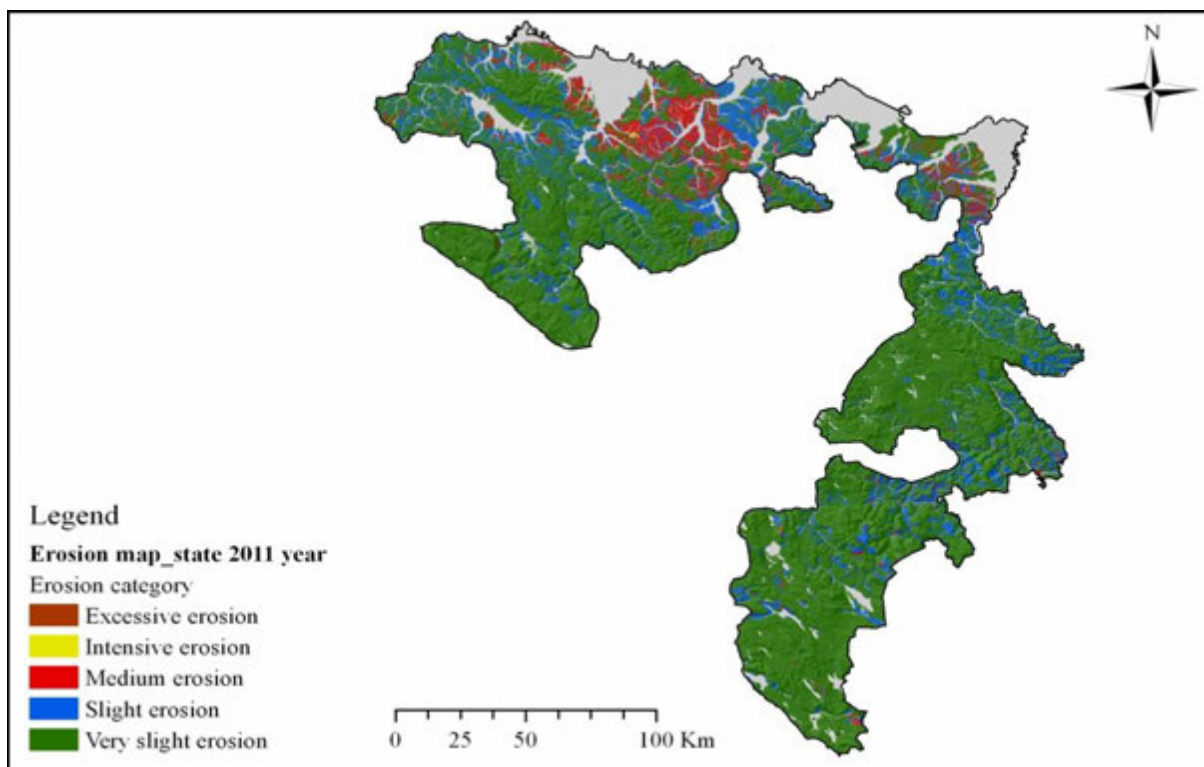 N
Legend
Erosion map_state 2011 year
Erosion category
Excessive erosion
Intensive erosion
Medium erosion
Slight erosion
Very slight erosion
0 25 50 100 Km